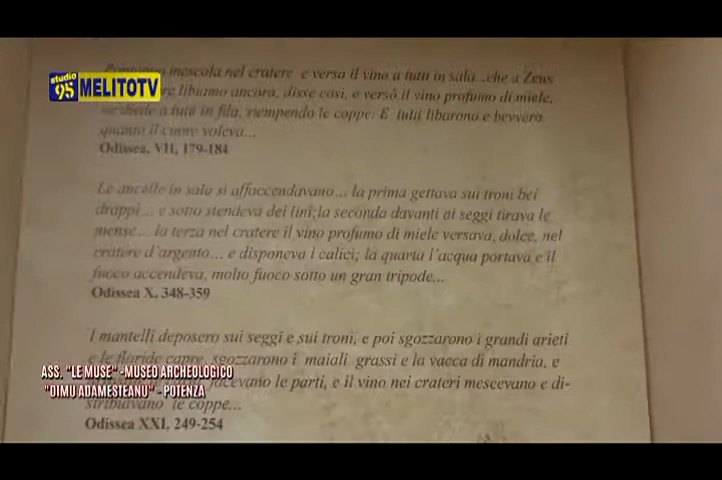 mescola nel cratere e versa il vino a tutti in sala...che a Zeus
studio 95 MELITOTV
libiamo ancora, disse così, e versò il vino profumo di miele,
a tutti in fila, riempendo le coppe. E tutti libarono e bevvero
quanto il cuore voleva...
Odissea, VII, 179-184
Le ancelle in sala si affaccendavano... la prima gettava sui troni bei
drappi... e sotto stendeva dei lini;la seconda davanti ai seggi tirava le
mense... la terza nel cratere il vino profumo di miele versava, dolce, nel
cratere d'argento... e disponeva i calici; la quarta l'acqua portava e il
fuoco accendeva, molto fuoco sotto un gran tripode...
Odissea X, 348-359
I mantelli deposero sui seggi e sui troni, e poi sgozzarono i grandi arieti
e le floride capre, sgozzarono i maiali grassi e la vacca di mandria, e
ASS. "LE MUSE" -MUSEO ARCHEOLOGICO
facevano le parti, e il vino nei crateri mescevano e di-
"DIMU ADAMESTEANU" - POTENZA
stribuivano le coppe...
Odissea XXI, 249-254